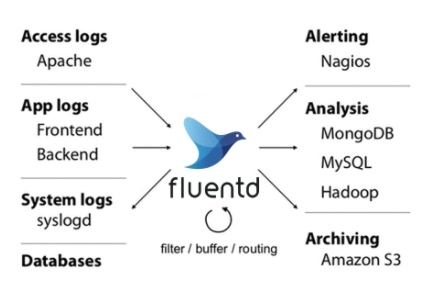 Access logs
Apache
App logs
Frontend
Backend
System logs
syslogd
Databases
fluentd
filter / buffer / routing
Alerting
Nagios
Analysis
MongoDB
MySQL
Hadoop
Archiving
Amazon S3